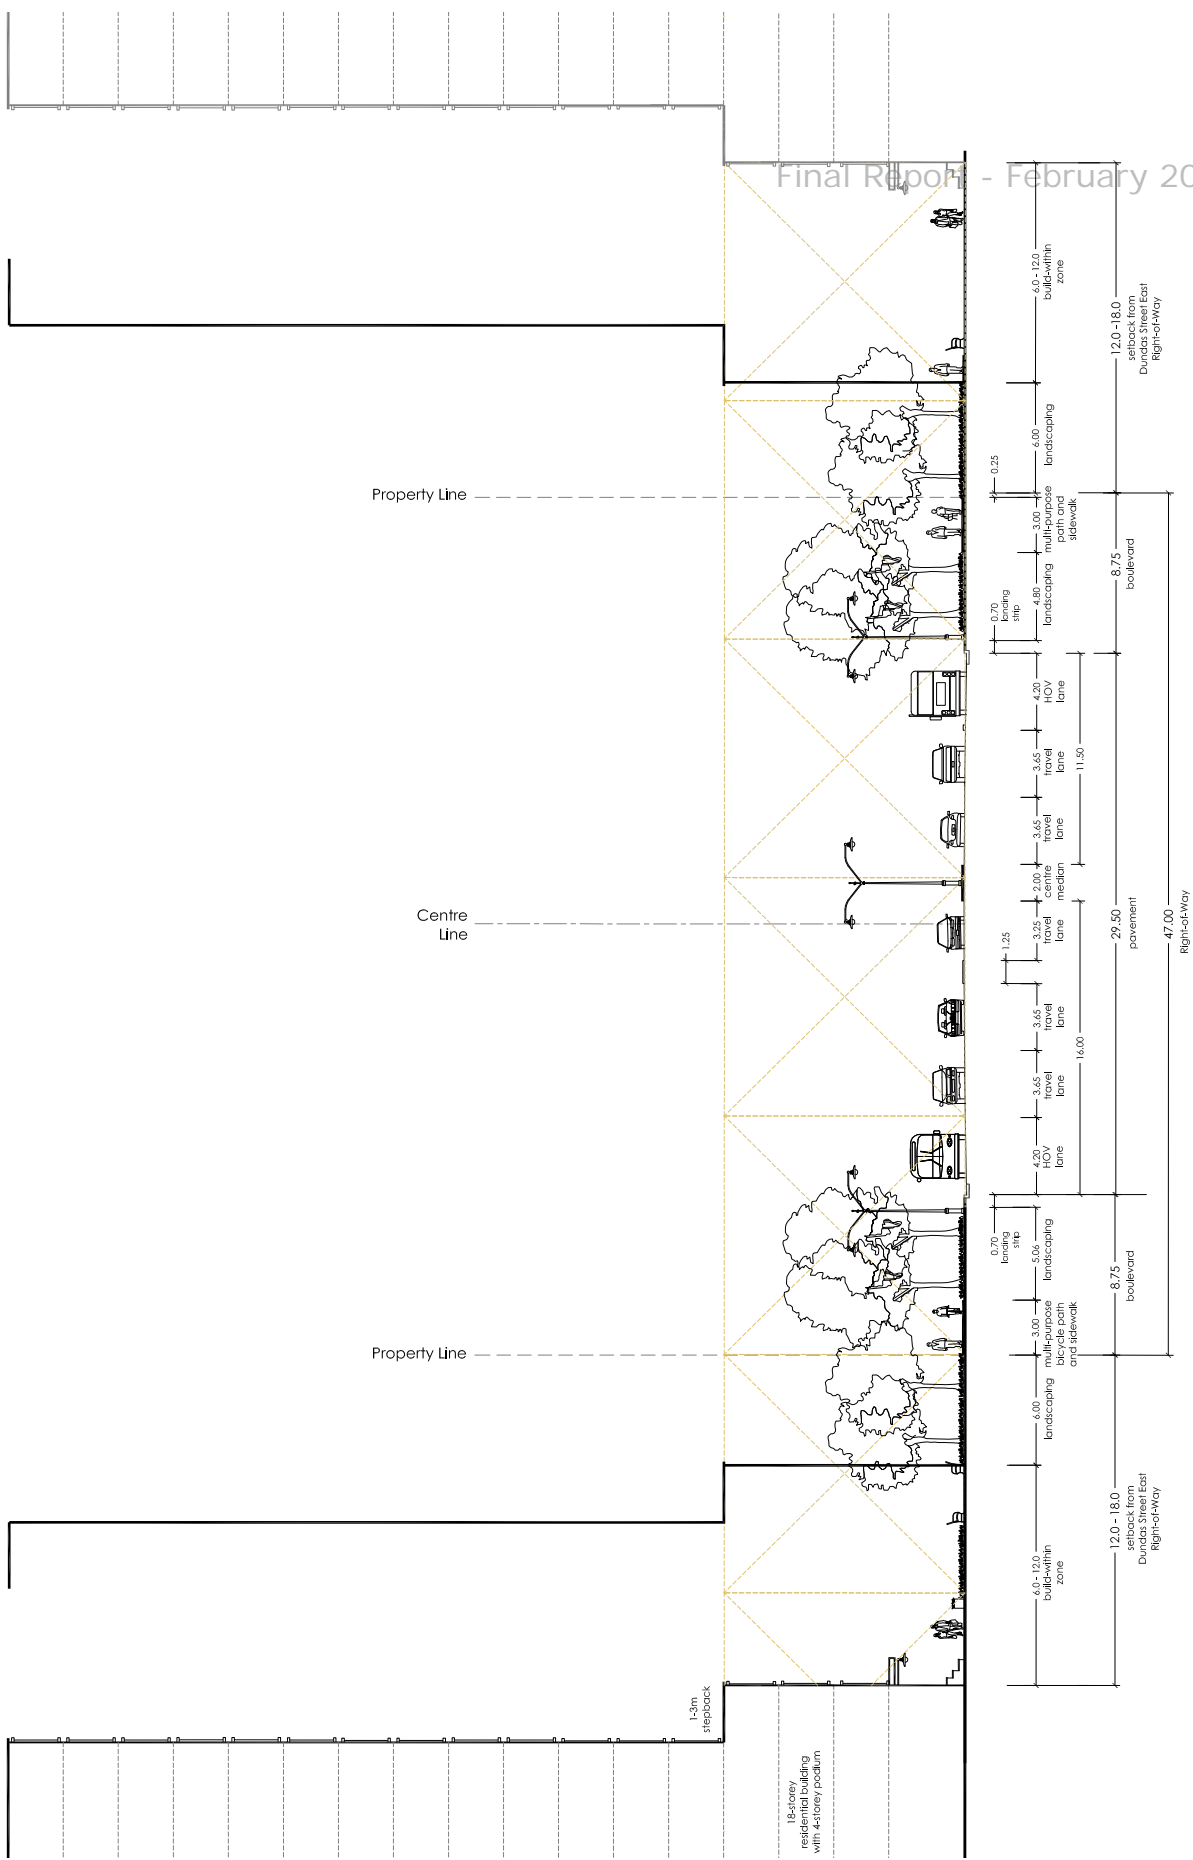 Final Report - February 20
Property Line
Centre
Line
Property Line
1-3m
stepback
18-storey
residential building
with 4-storey podium
0.25
0.70
landing
strip
1.25
0.70
landing
strip
6.0 - 12.0
build-within
zone
6.00
landscaping
3.00
multi-purpose
path and
sidewalk
4.80
landscaping
4.20
HOV
lane
3.65
travel
lane
3.65
travel
lane
2.00
centre
median
3.25
travel
lane
3.65
travel
lane
3.65
travel
lane
4.20
HOV
lane
5.06
landscaping
3.00
multi-purpose
bicycle path
and sidewalk
6.00
landscaping
6.0 - 12.0
build-within
zone
11.50
16.00
12.0 -18.0
setback from
Dundas Street East
Right-of-Way
8.75
boulevard
29.50
pavement
8.75
boulevard
12.0 - 18.0
setback from
Dundas Street East
Right-of-Way
47.00
Right-of-Way